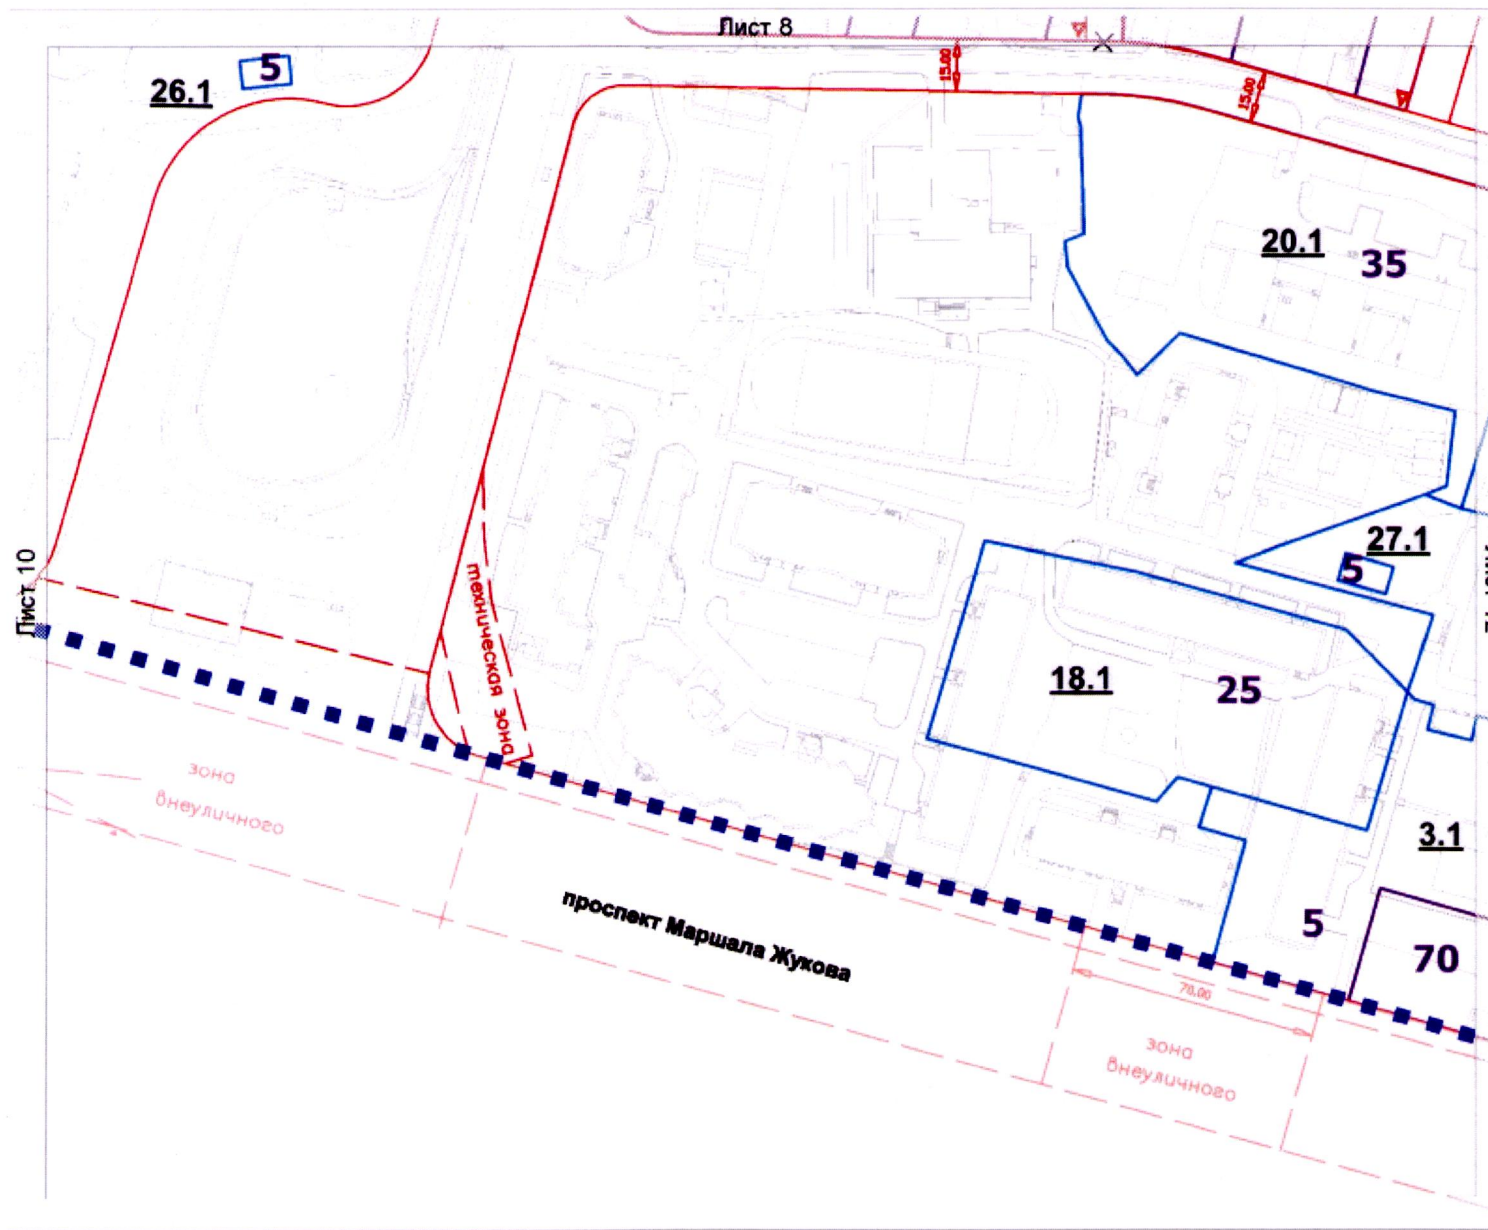 Лист 8
5
26.1
15.00
15.00
20.1
35
27.1
5
Лист 10
техническая зона
18.1
25
3.1
зона
внеуличного
проспект Маршала Жукова
5
70
70.00
зона
внеуличного